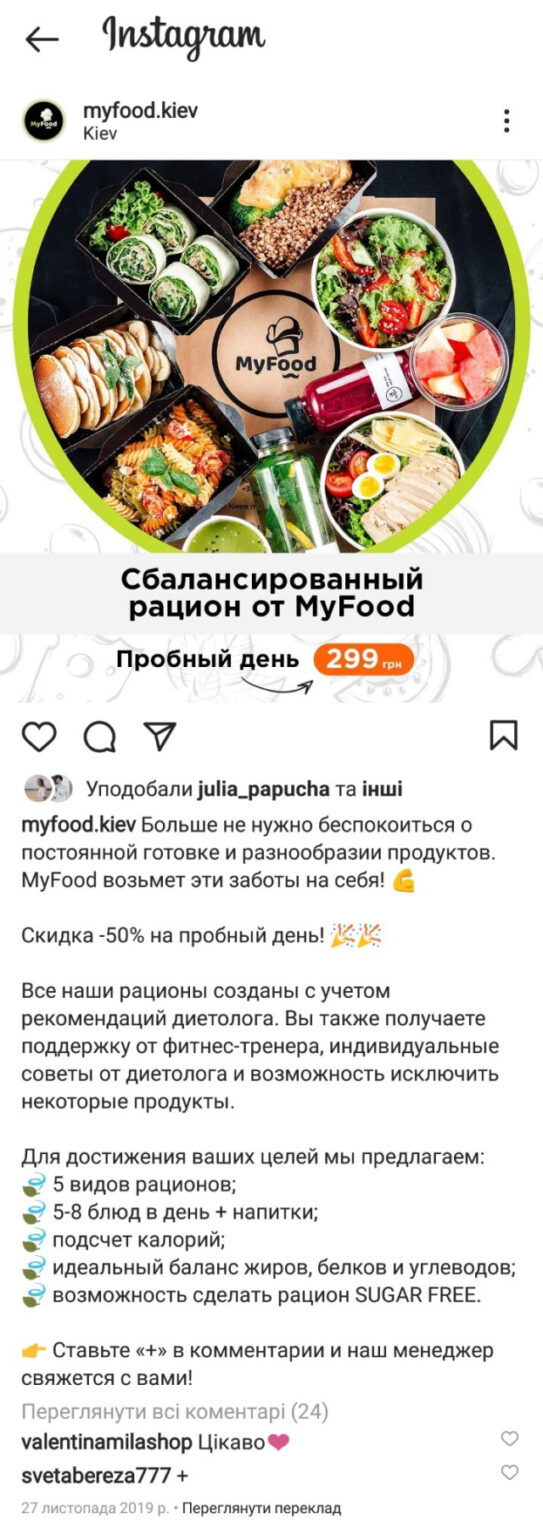 Instagram
MyFood
myfood.kiev
Kiev
MyFood
Сбалансированный
рацион от MyFood
Пробный день 299 грн
Уподобали julia_papucha та інші
myfood.kiev Больше не нужно беспокоиться о
постоянной готовке и разнообразии продуктов.
MyFood возьмет эти заботы на себя! 💪
Скидка -50% на пробный день! 🎉🎉
Все наши рационы созданы с учетом
рекомендаций диетолога. Вы также получаете
поддержку от фитнес-тренера, индивидуальные
советы от диетолога и возможность исключить
некоторые продукты.
Для достижения ваших целей мы предлагаем:
🍃 5 видов рационов;
🍃 5-8 блюд в день + напитки;
🍃 подсчет калорий;
🍃 идеальный баланс жиров, белков и углеводов;
🍃 возможность сделать рацион SUGAR FREE.
👉 Ставьте «+» в комментарии и наш менеджер
свяжется с вами!
Переглянути всі коментарі (24)
valentinamilashop Цікаво❤
svetabereza777 +
27 листопада 2019 р. • Переглянути переклад